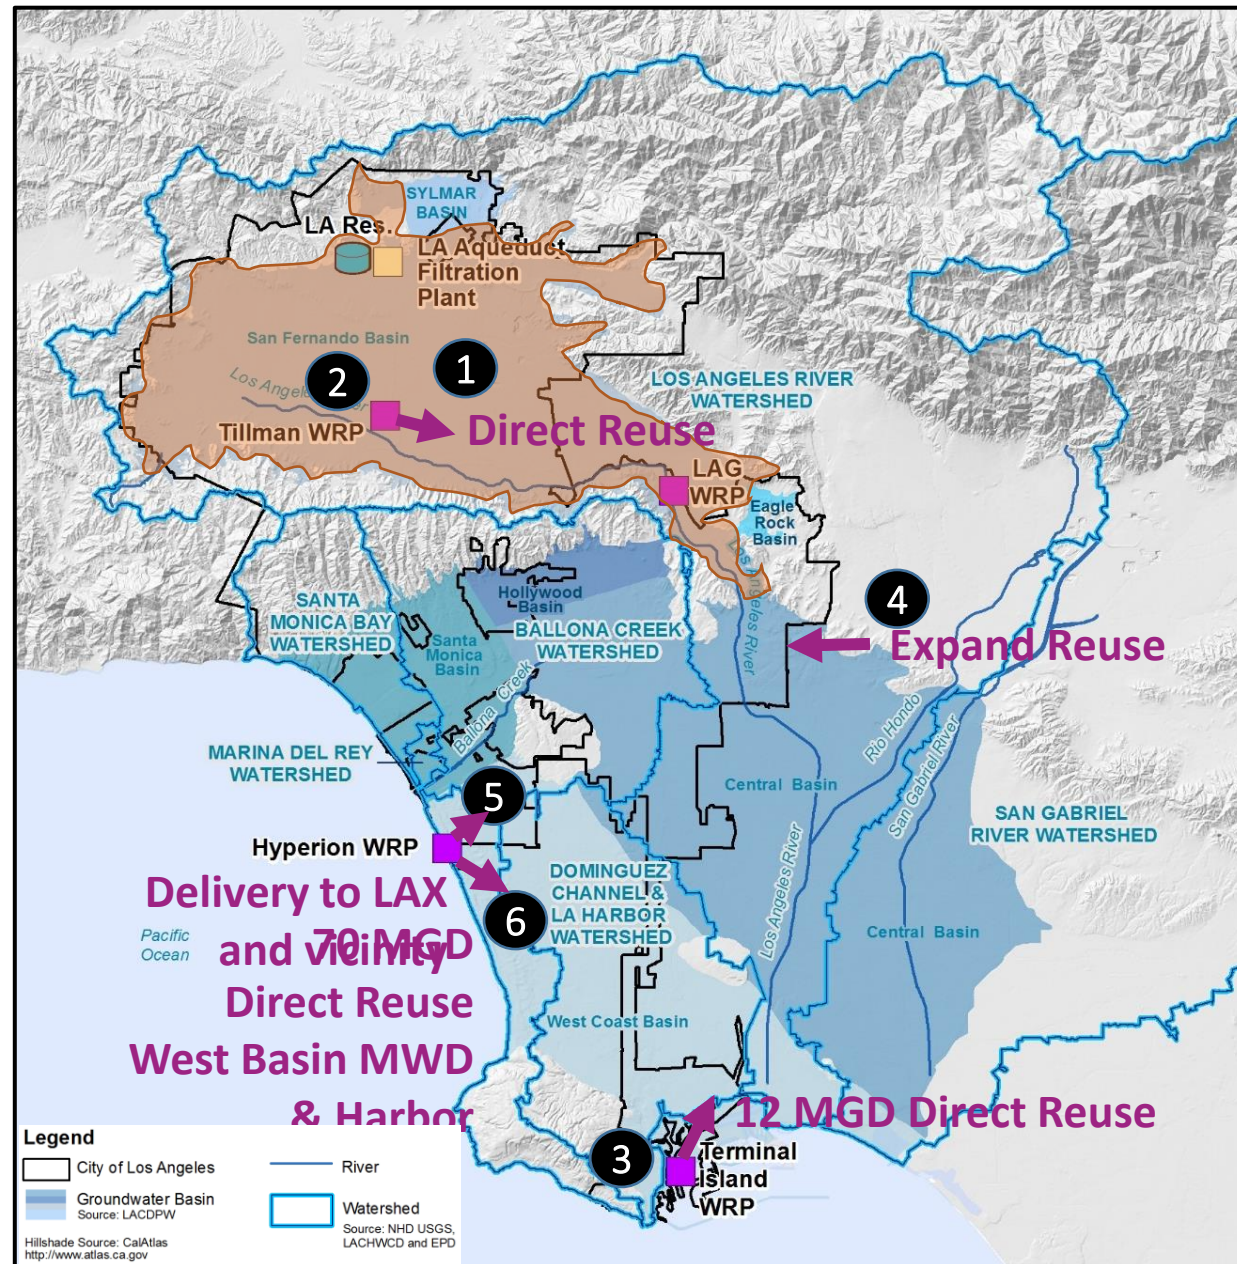 SYLMAR
BASIN
LA Res.
LA Aqueduct
Filtration
Plant
San Fernando Basin
1
2
Los Angeles River
LOS ANGELES RIVER
WATERSHED
Tillman WRP
Direct Reuse
LAG
WRP
Eagle
Rock
Basin
Los Angeles River
Hollywood
Basin
SANTA
MONICA BAY
WATERSHED
Santa
Monica
Basin
BALLONA CREEK
WATERSHED
4
Expand Reuse
Ballona Creek
Rio Hondo
San Gabriel River
MARINA DEL REY
WATERSHED
Central Basin
5
SAN GABRIEL
RIVER WATERSHED
Hyperion WRP
DOMINGUEZ
CHANNEL &
LA HARBOR
WATERSHED
Delivery to LAX
and vicinity
6
70 MGD
Direct Reuse
West Basin MWD
& Harbor
Pacific
Ocean
Los Angeles River
Central Basin
West Coast Basin
12 MGD Direct Reuse
3
Terminal
Island
WRP
Legend
City of Los Angeles
River
Groundwater Basin
Source: LACDPW
Watershed
Source: NHD USGS,
LACHWCD and EPD
Hillshade Source: CalAtlas
http://www.atlas.ca.gov